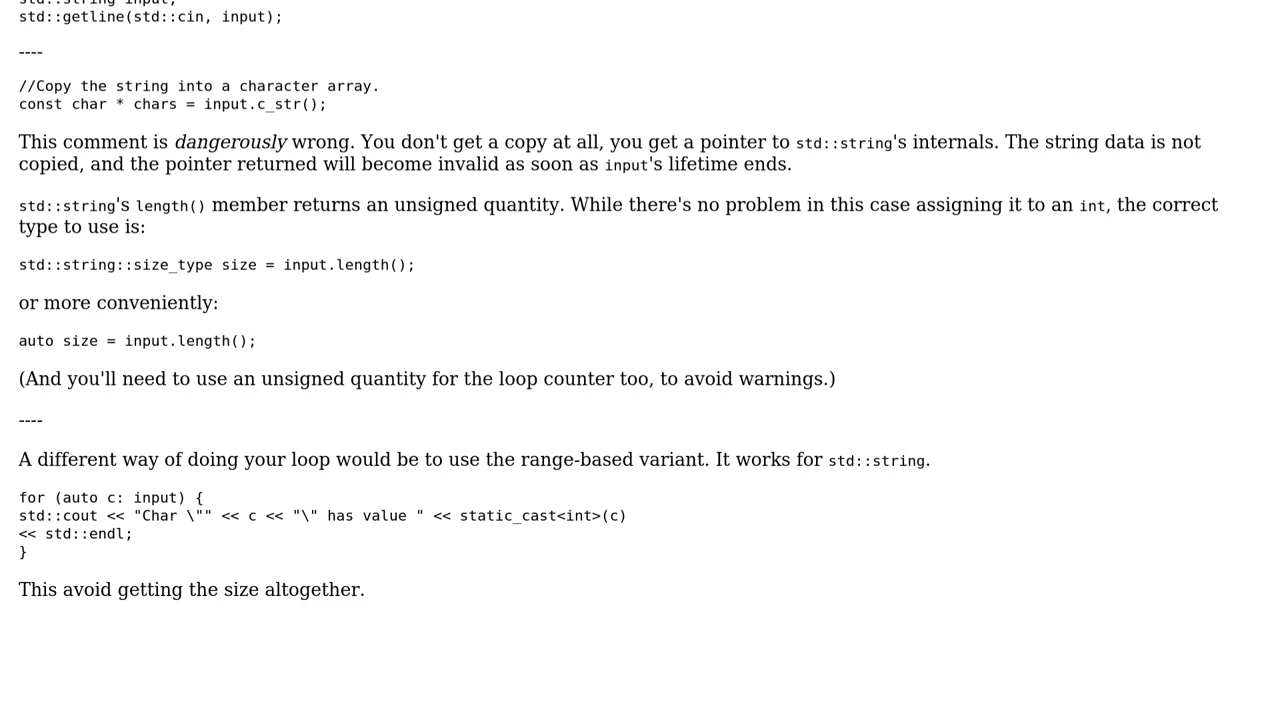 std::string input;
std::getline(std::cin, input);
----
//Copy the string into a character array.
const char * chars = input.c_str();
This comment is dangerously wrong. You don't get a copy at all, you get a pointer to std::string's internals. The string data is not
copied, and the pointer returned will become invalid as soon as input's lifetime ends.
std::string's length() member returns an unsigned quantity. While there's no problem in this case assigning it to an int, the correct
type to use is:
std::string::size_type size = input.length();
or more conveniently:
auto size = input.length();
(And you'll need to use an unsigned quantity for the loop counter too, to avoid warnings.)
----
A different way of doing your loop would be to use the range-based variant. It works for std::string.
for (auto c: input) {
std::cout << "Char \"" << c << "\" has value " << static_cast<int>(c)
<< std::endl;
}
This avoid getting the size altogether.